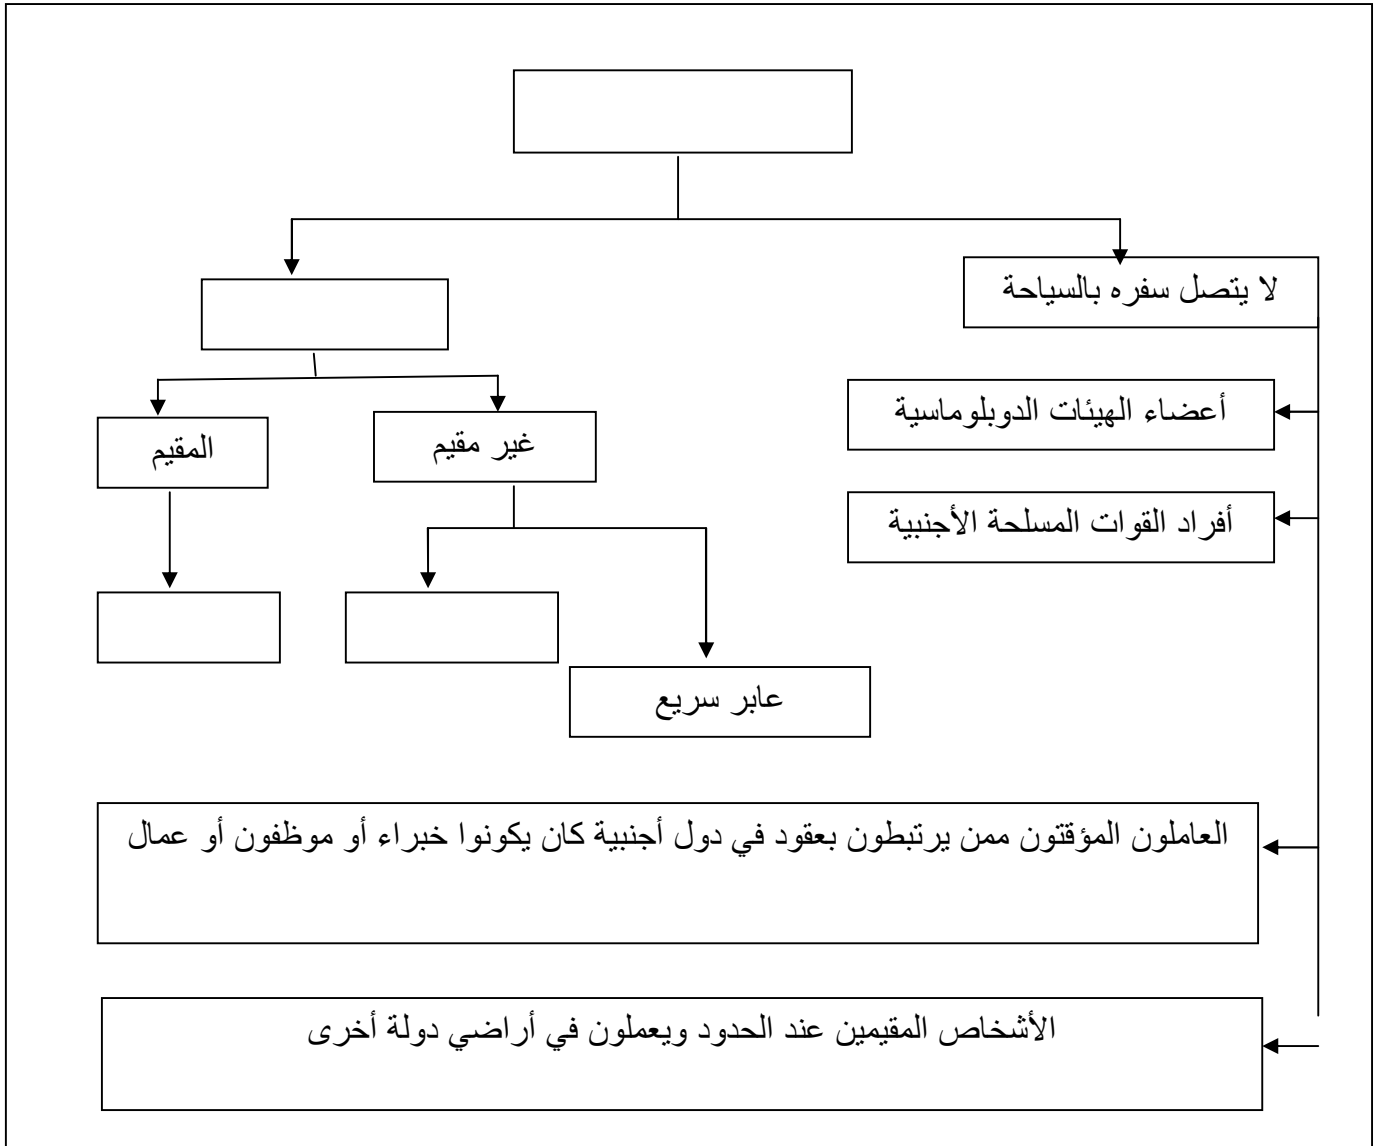 لا يتصل سفره بالسياحة
أعضاء الهيئات الدوبلوماسية
أفراد القوات المسلحة الأجنبية
غير مقيم
المقيم
عابر سريع
العاملون المؤقتون ممن يرتبطون بعقود في دول أجنبية كان يكونوا خبراء أو موظفون أو عمال
الأشخاص المقيمين عند الحدود ويعملون في أراضي دولة أخرى